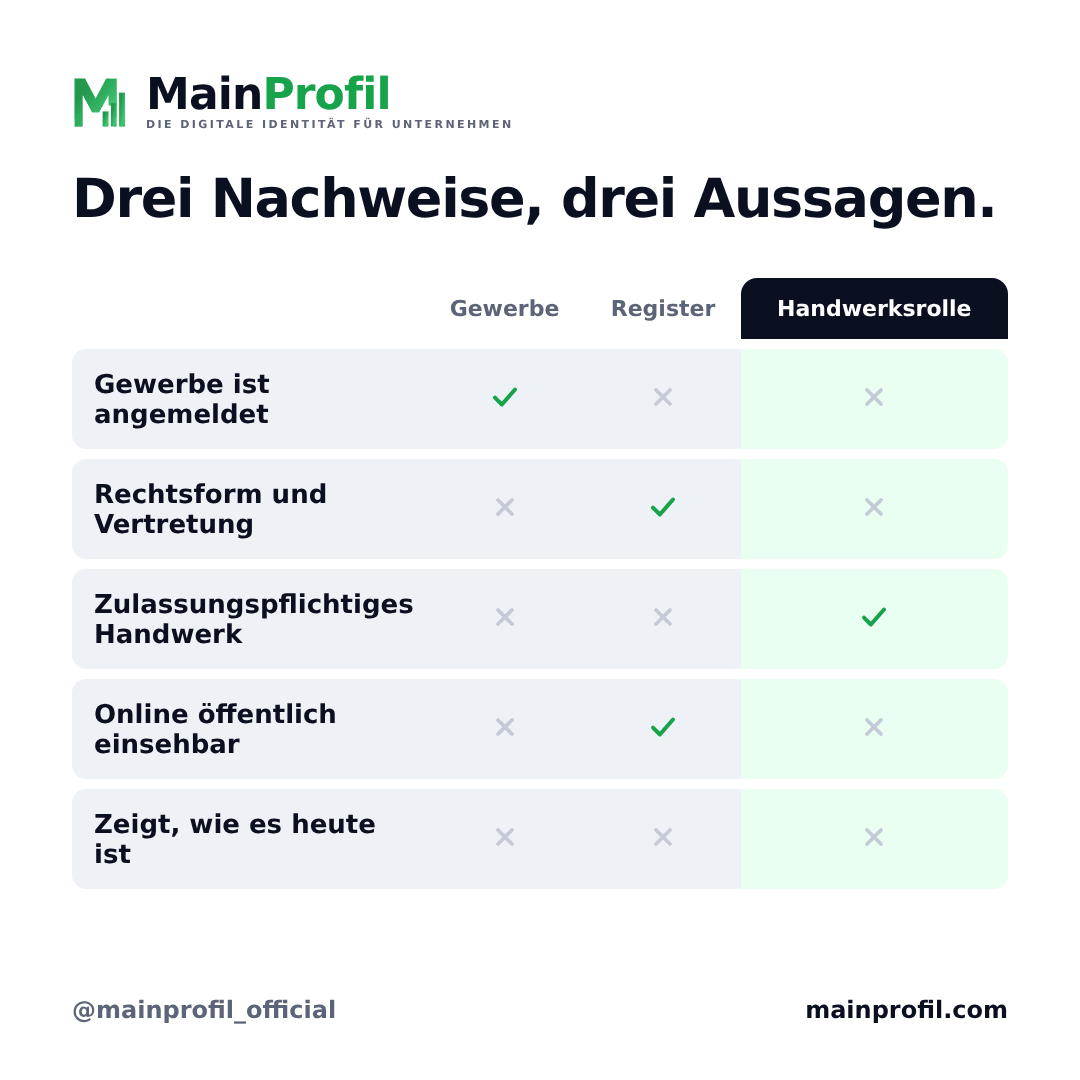 MainProfil
DIE DIGITALE IDENTITÄT FÜR UNTERNEHMEN
Drei Nachweise, drei Aussagen.
Gewerbe Register Handwerksrolle
Gewerbe ist
angemeldet
Rechtsform und
Vertretung
Zulassungspflichtiges
Handwerk
Online öffentlich
einsehbar
Zeigt, wie es heute
ist
@mainprofil_official mainprofil.com